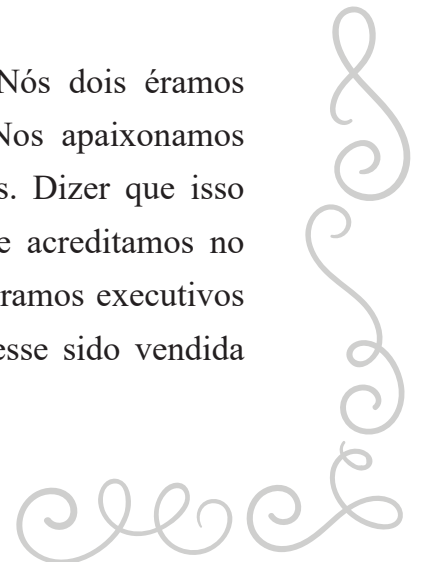 Nós dois éramos
Nos apaixonamos
s. Dizer que isso
e acreditamos no
ramos executivos
esse sido vendida